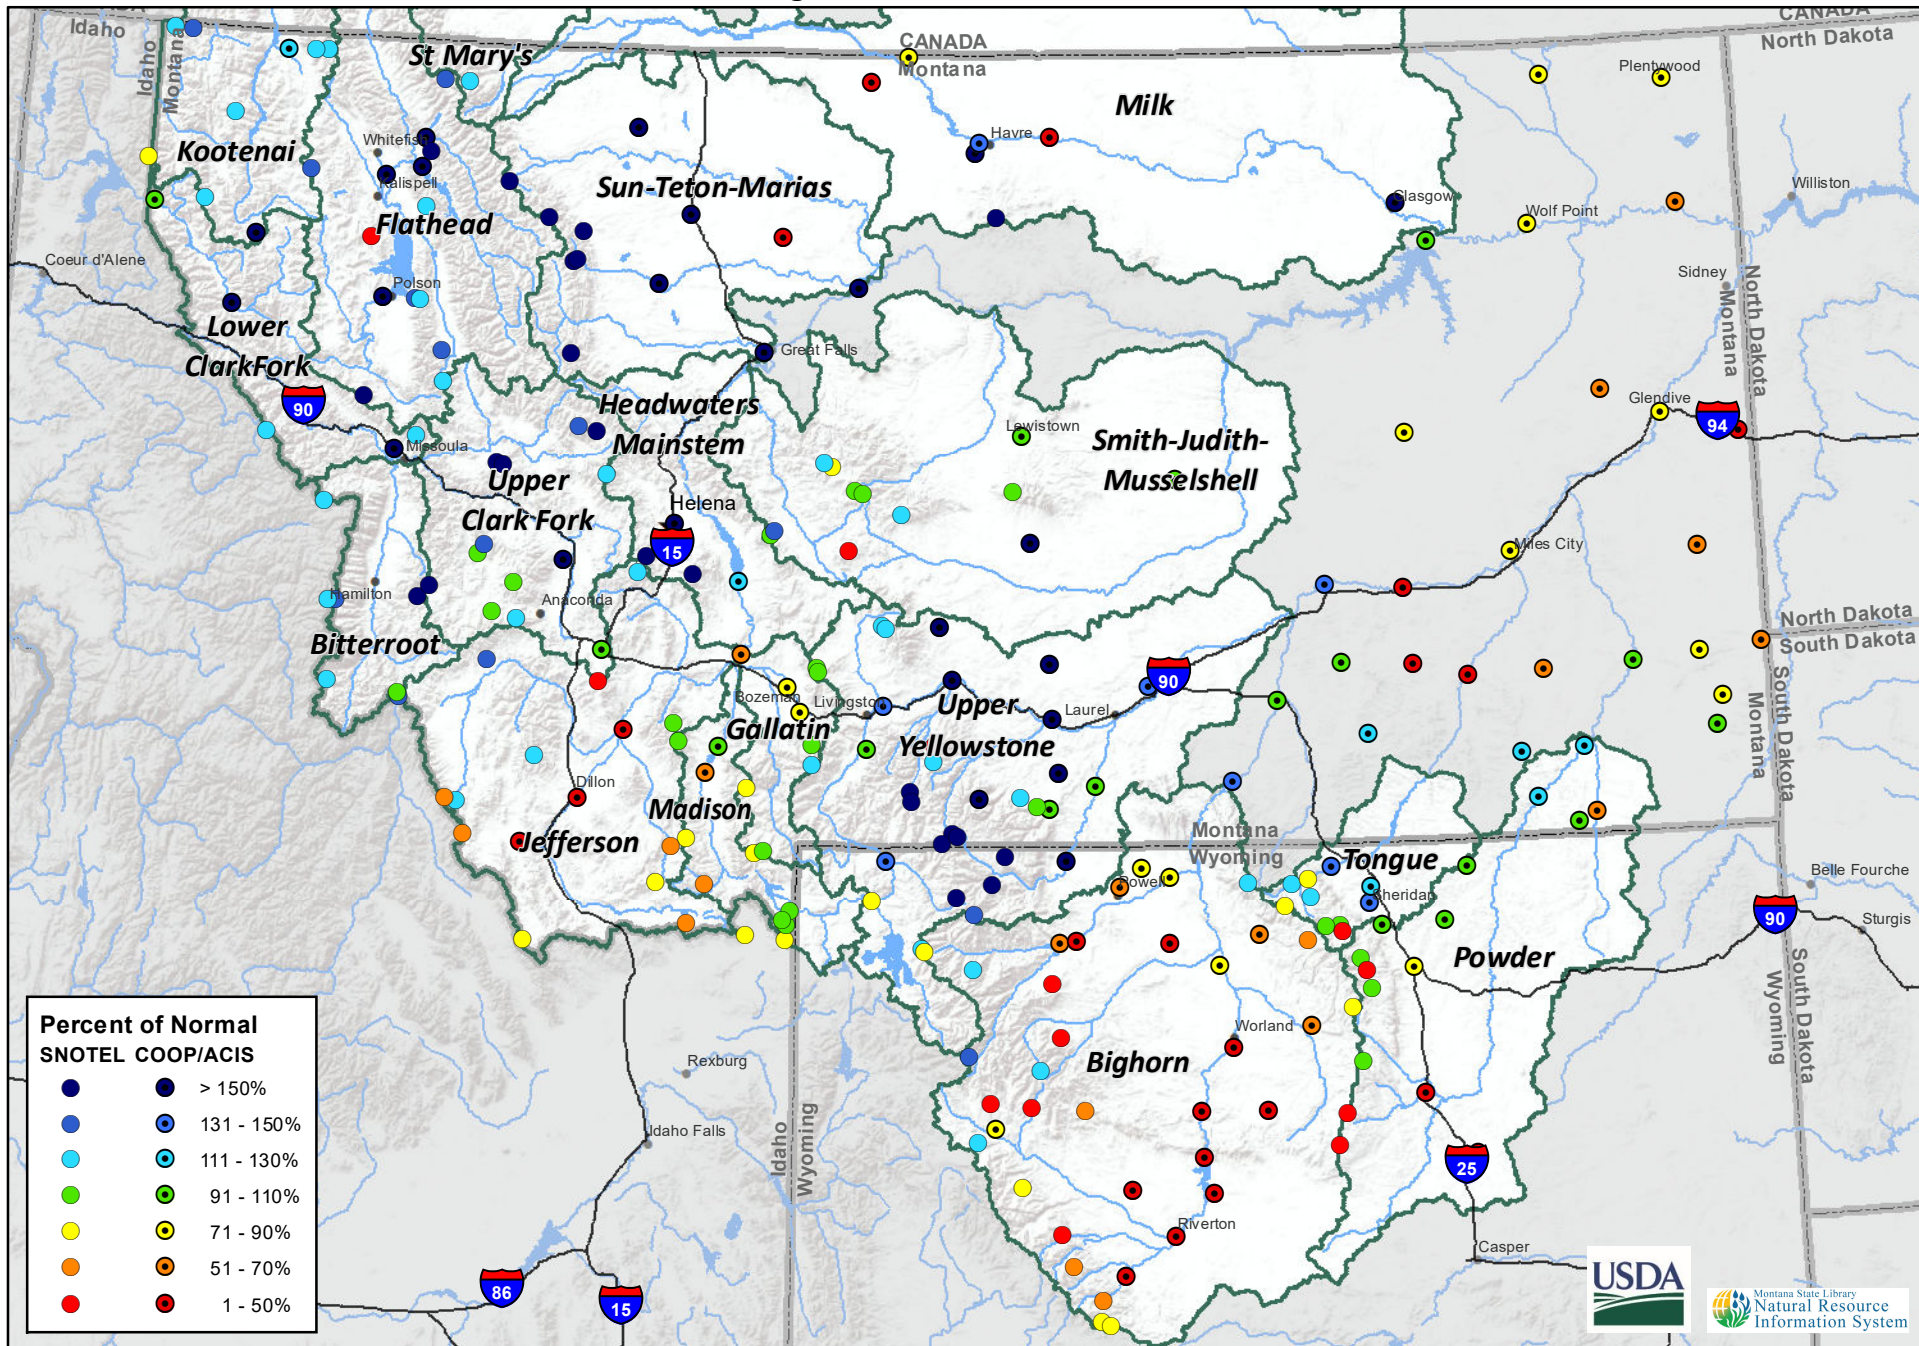 Idaho
Idaho
Montana
CANADA
Montana
CANADA
North Dakota
St Mary's
Plentywood
Milk
Havre
Whitefish
Kootenai
Kalispell
Sun-Teton-Marias
Glasgow
Williston
Wolf Point
Flathead
Coeur d'Alene
Polson
Sidney
North Dakota
Montana
Lower
ClarkFork
Great Falls
90
Headwaters
Mainstem
Glendive
94
Lewistown
Smith-Judith-
Musselshell
Missoula
Upper
Clark Fork
Helena
15
Miles City
Hamilton
Anaconda
North Dakota
South Dakota
Bitterroot
90
Bozeman
Livingston
Upper
Yellowstone
Laurel
Gallatin
South Dakota
Montana
Dillon
Madison
Jefferson
Montana
Wyoming
Tongue
Powell
Sheridan
Belle Fourche
90
Sturgis
Powder
South Dakota
Wyoming
Worland
Bighorn
Rexburg
Idaho Falls
Idaho
Wyoming
25
Riverton
Casper
86
15
Percent of Normal
SNOTEL COOP/ACIS
> 150%
131 - 150%
111 - 130%
91 - 110%
71 - 90%
51 - 70%
1 - 50%
USDA
Montana State Library
Natural Resource
Information System